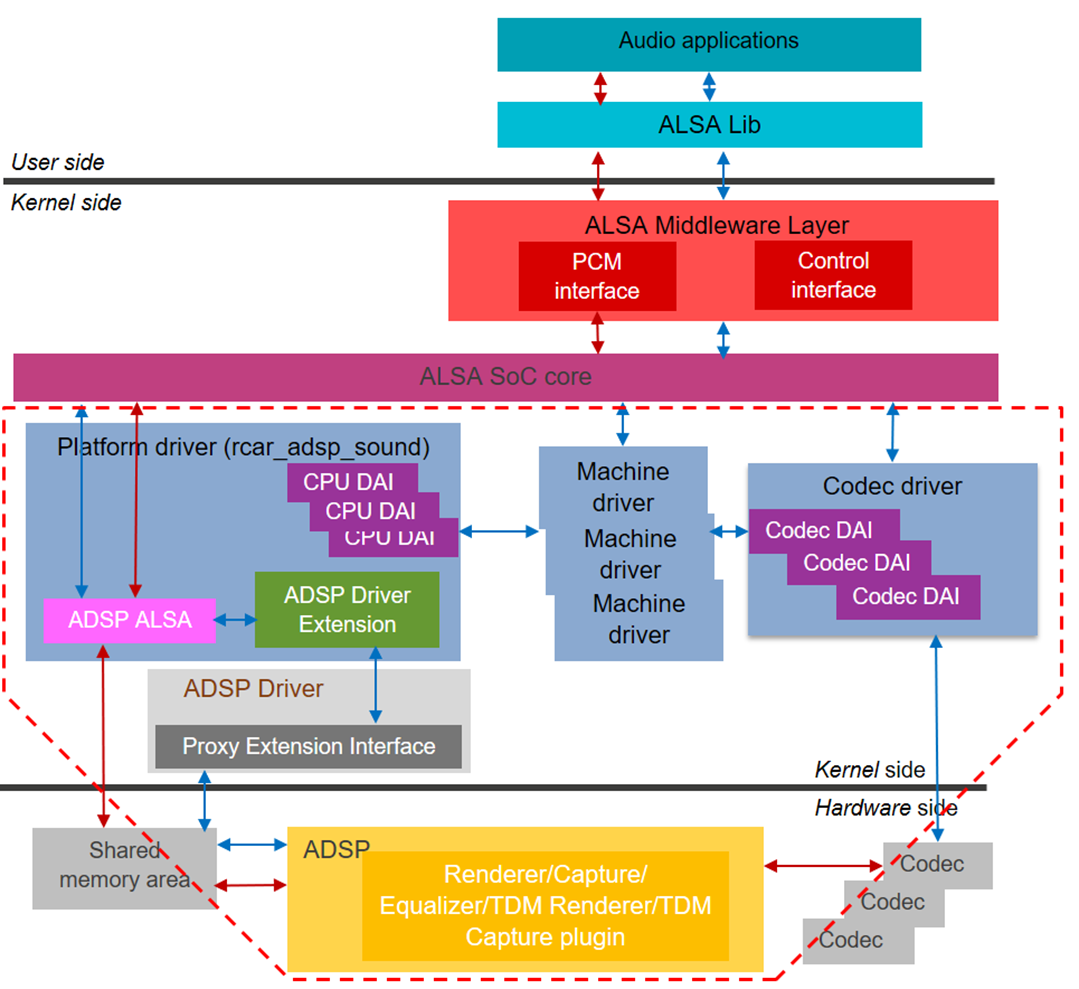 Audio applications
ALSA Lib
User side
Kernel side
ALSA Middleware Layer
PCM
interface
Control
interface
ALSA SoC core
Platform driver (rcar_adsp_sound)
CPU DAI
CPU DAI
CPU DAI
ADSP ALSA
ADSP Driver
Extension
Machine
driver
Machine
driver
Machine
driver
Codec driver
Codec DAI
Codec DAI
Codec DAI
ADSP Driver
Proxy Extension Interface
Kernel side
Hardware side
Shared
memory area
ADSP
Renderer/Capture/
Equalizer/TDM Renderer/TDM
Capture plugin
Codec
Codec
Codec